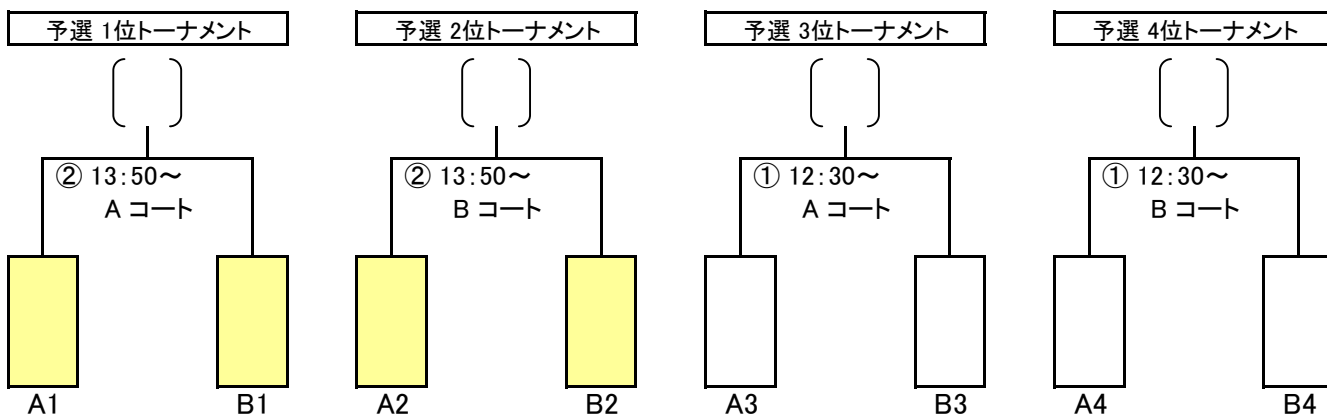 予選 1位トーナメント
予選 2位トーナメント
予選 3位トーナメント
予選 4位トーナメント
② 13:50～
A コート
② 13:50～
B コート
① 12:30～
A コート
① 12:30～
B コート
A1
B1
A2
B2
A3
B3
A4
B4